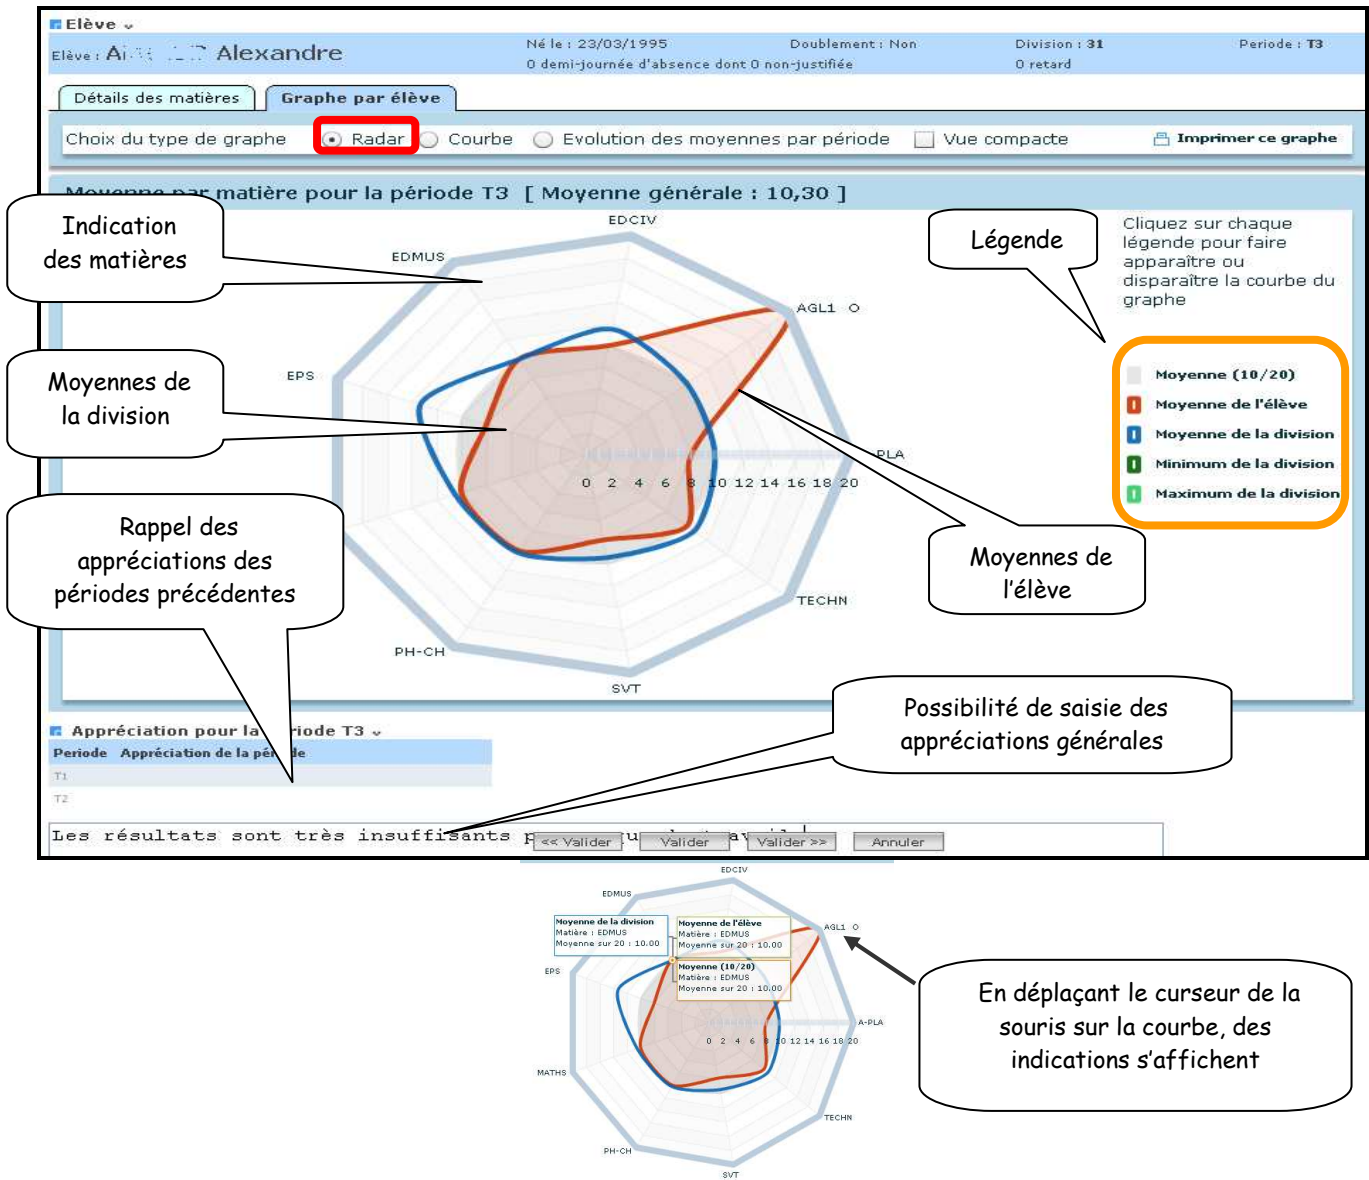 Elève
Elève : Alexandre
Né le : 23/03/1995
Doublement : Non
Division : 31
Periode : T3
0 demi-journée d'absence dont 0 non-justifiée
0 retard
Détails des matières
Graphe par élève
Choix du type de graphe
Radar
Courbe
Evolution des moyennes par période
Vue compacte
Imprimer ce graphe
Moyenne par matière pour la période T3 [ Moyenne générale : 10,30 ]
Indication
des matières
Légende
Cliquez sur chaque
légende pour faire
apparaître ou
disparaître la courbe du
graphe
EDCIV
EDMUS
AGL1 O
EPS
PLA
0 2 4 6 8 10 12 14 16 18 20
TECHN
PH-CH
SVT
Moyennes de
la division
Moyenne (10/20)
Moyenne de l'élève
Moyenne de la division
Minimum de la division
Maximum de la division
Rappel des
appréciations des
périodes précédentes
Moyennes de
l'élève
Possibilité de saisie des
appréciations générales
Appréciation pour la période T3
Periode Appréciation de la période
T1
T2
Les résultats sont très insuffisants
<< Valider
Valider
Valider >>
Annuler
EDCIV
EDMUS
AGL1 O
EPS
A-PLA
MATHS
TECHN
PH-CH
SVT
0 2 4 6 8 10 12 14 16 18 20
Moyenne de la division
Matière : EDMUS
Moyenne sur 20 : 10.00
Moyenne de l'élève
Matière : EDMUS
Moyenne sur 20 : 10.00
Moyenne (10/20)
Matière : EDMUS
Moyenne sur 20 : 10.00
En déplaçant le curseur de la
souris sur la courbe, des
indications s'affichent